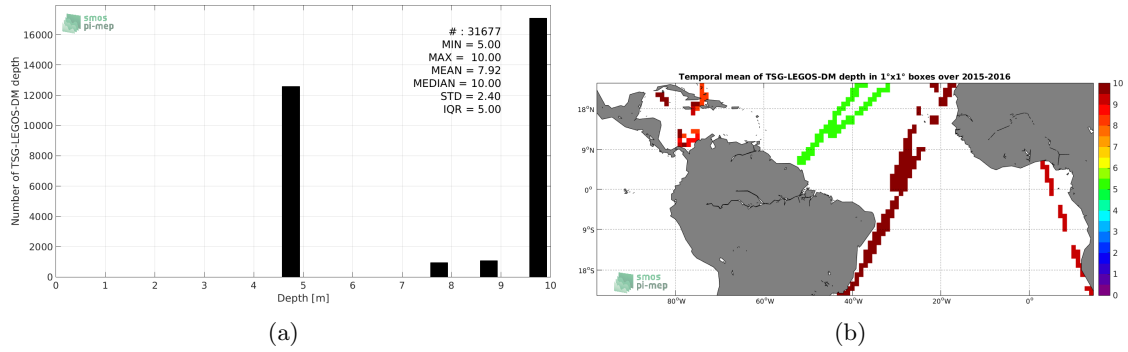 smos
pi-mep
# : 31677
MIN = 5.00
MAX = 10.00
MEAN = 7.92
MEDIAN = 10.00
STD = 2.40
IQR = 5.00
Number of TSG-LEGOS-DM depth
16000
14000
12000
10000
8000
6000
4000
2000
0
0 1 2 3 4 5 6 7 8 9 10
Depth [m]
(a)
Temporal mean of TSG-LEGOS-DM depth in 1°x1° boxes over 2015-2016
18°N
9°N
0°
9°S
18°S
80°W 60°W 40°W 20°W 0°
10
9
8
7
6
5
4
3
2
1
0
smos
pi-mep
(b)